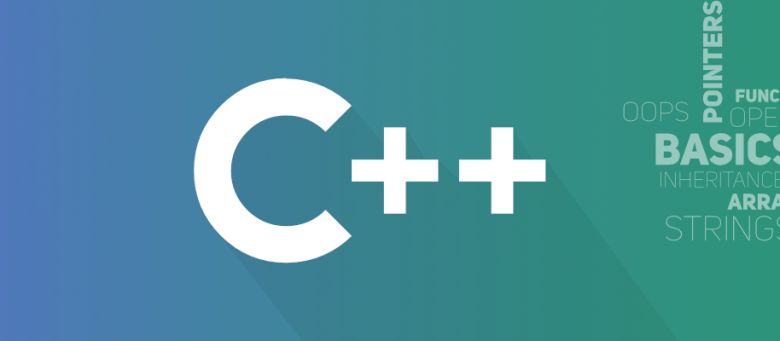 C++
POINTERS
FUNC
OOPS
OPE
BASICS
INHERITANCE
ARRA
STRINGS